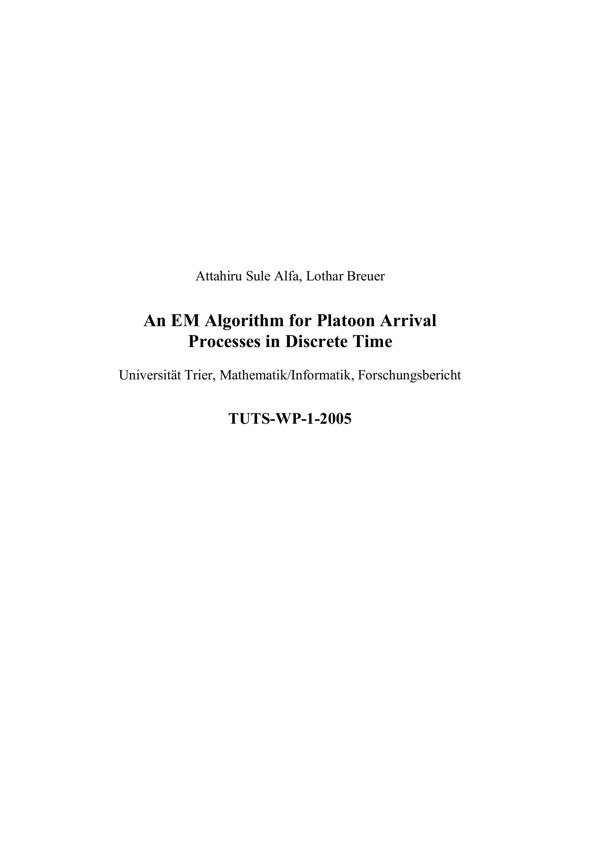 Attahiru Sule Alfa, Lothar Breuer
An EM Algorithm for Platoon Arrival
Processes in Discrete Time
Universität Trier, Mathematik/Informatik, Forschungsbericht
TUTS-WP-1-2005